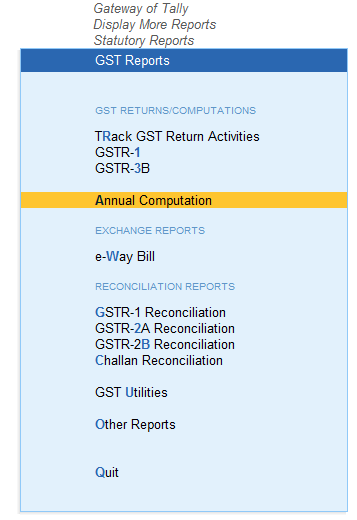 Gateway of Tally
Display More Reports
Statutory Reports
GST Reports
GST RETURNS/COMPUTATIONS
TRack GST Return Activities
GSTR-1
GSTR-3B
Annual Computation
EXCHANGE REPORTS
e-Way Bill
RECONCILIATION REPORTS
GSTR-1 Reconciliation
GSTR-2A Reconciliation
GSTR-2B Reconciliation
Challan Reconciliation
GST Utilities
Other Reports
Quit